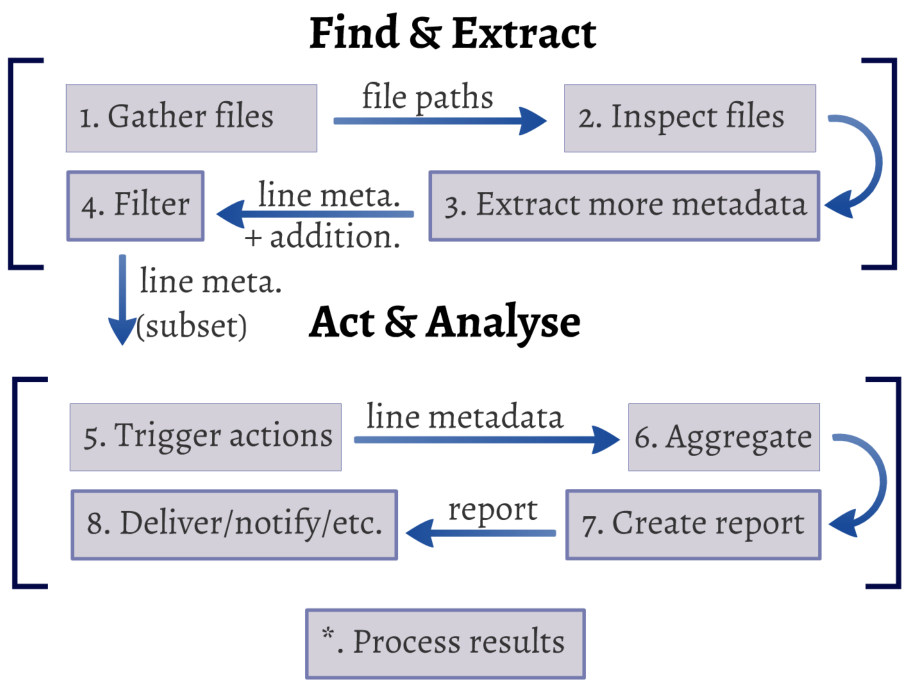 Find & Extract
1. Gather files
file paths
2. Inspect files
3. Extract more metadata
line meta.
+ addition.
4. Filter
line meta.
(subset)
Act & Analyse
5. Trigger actions
line metadata
6. Aggregate
7. Create report
report
8. Deliver/notify/etc.
*. Process results